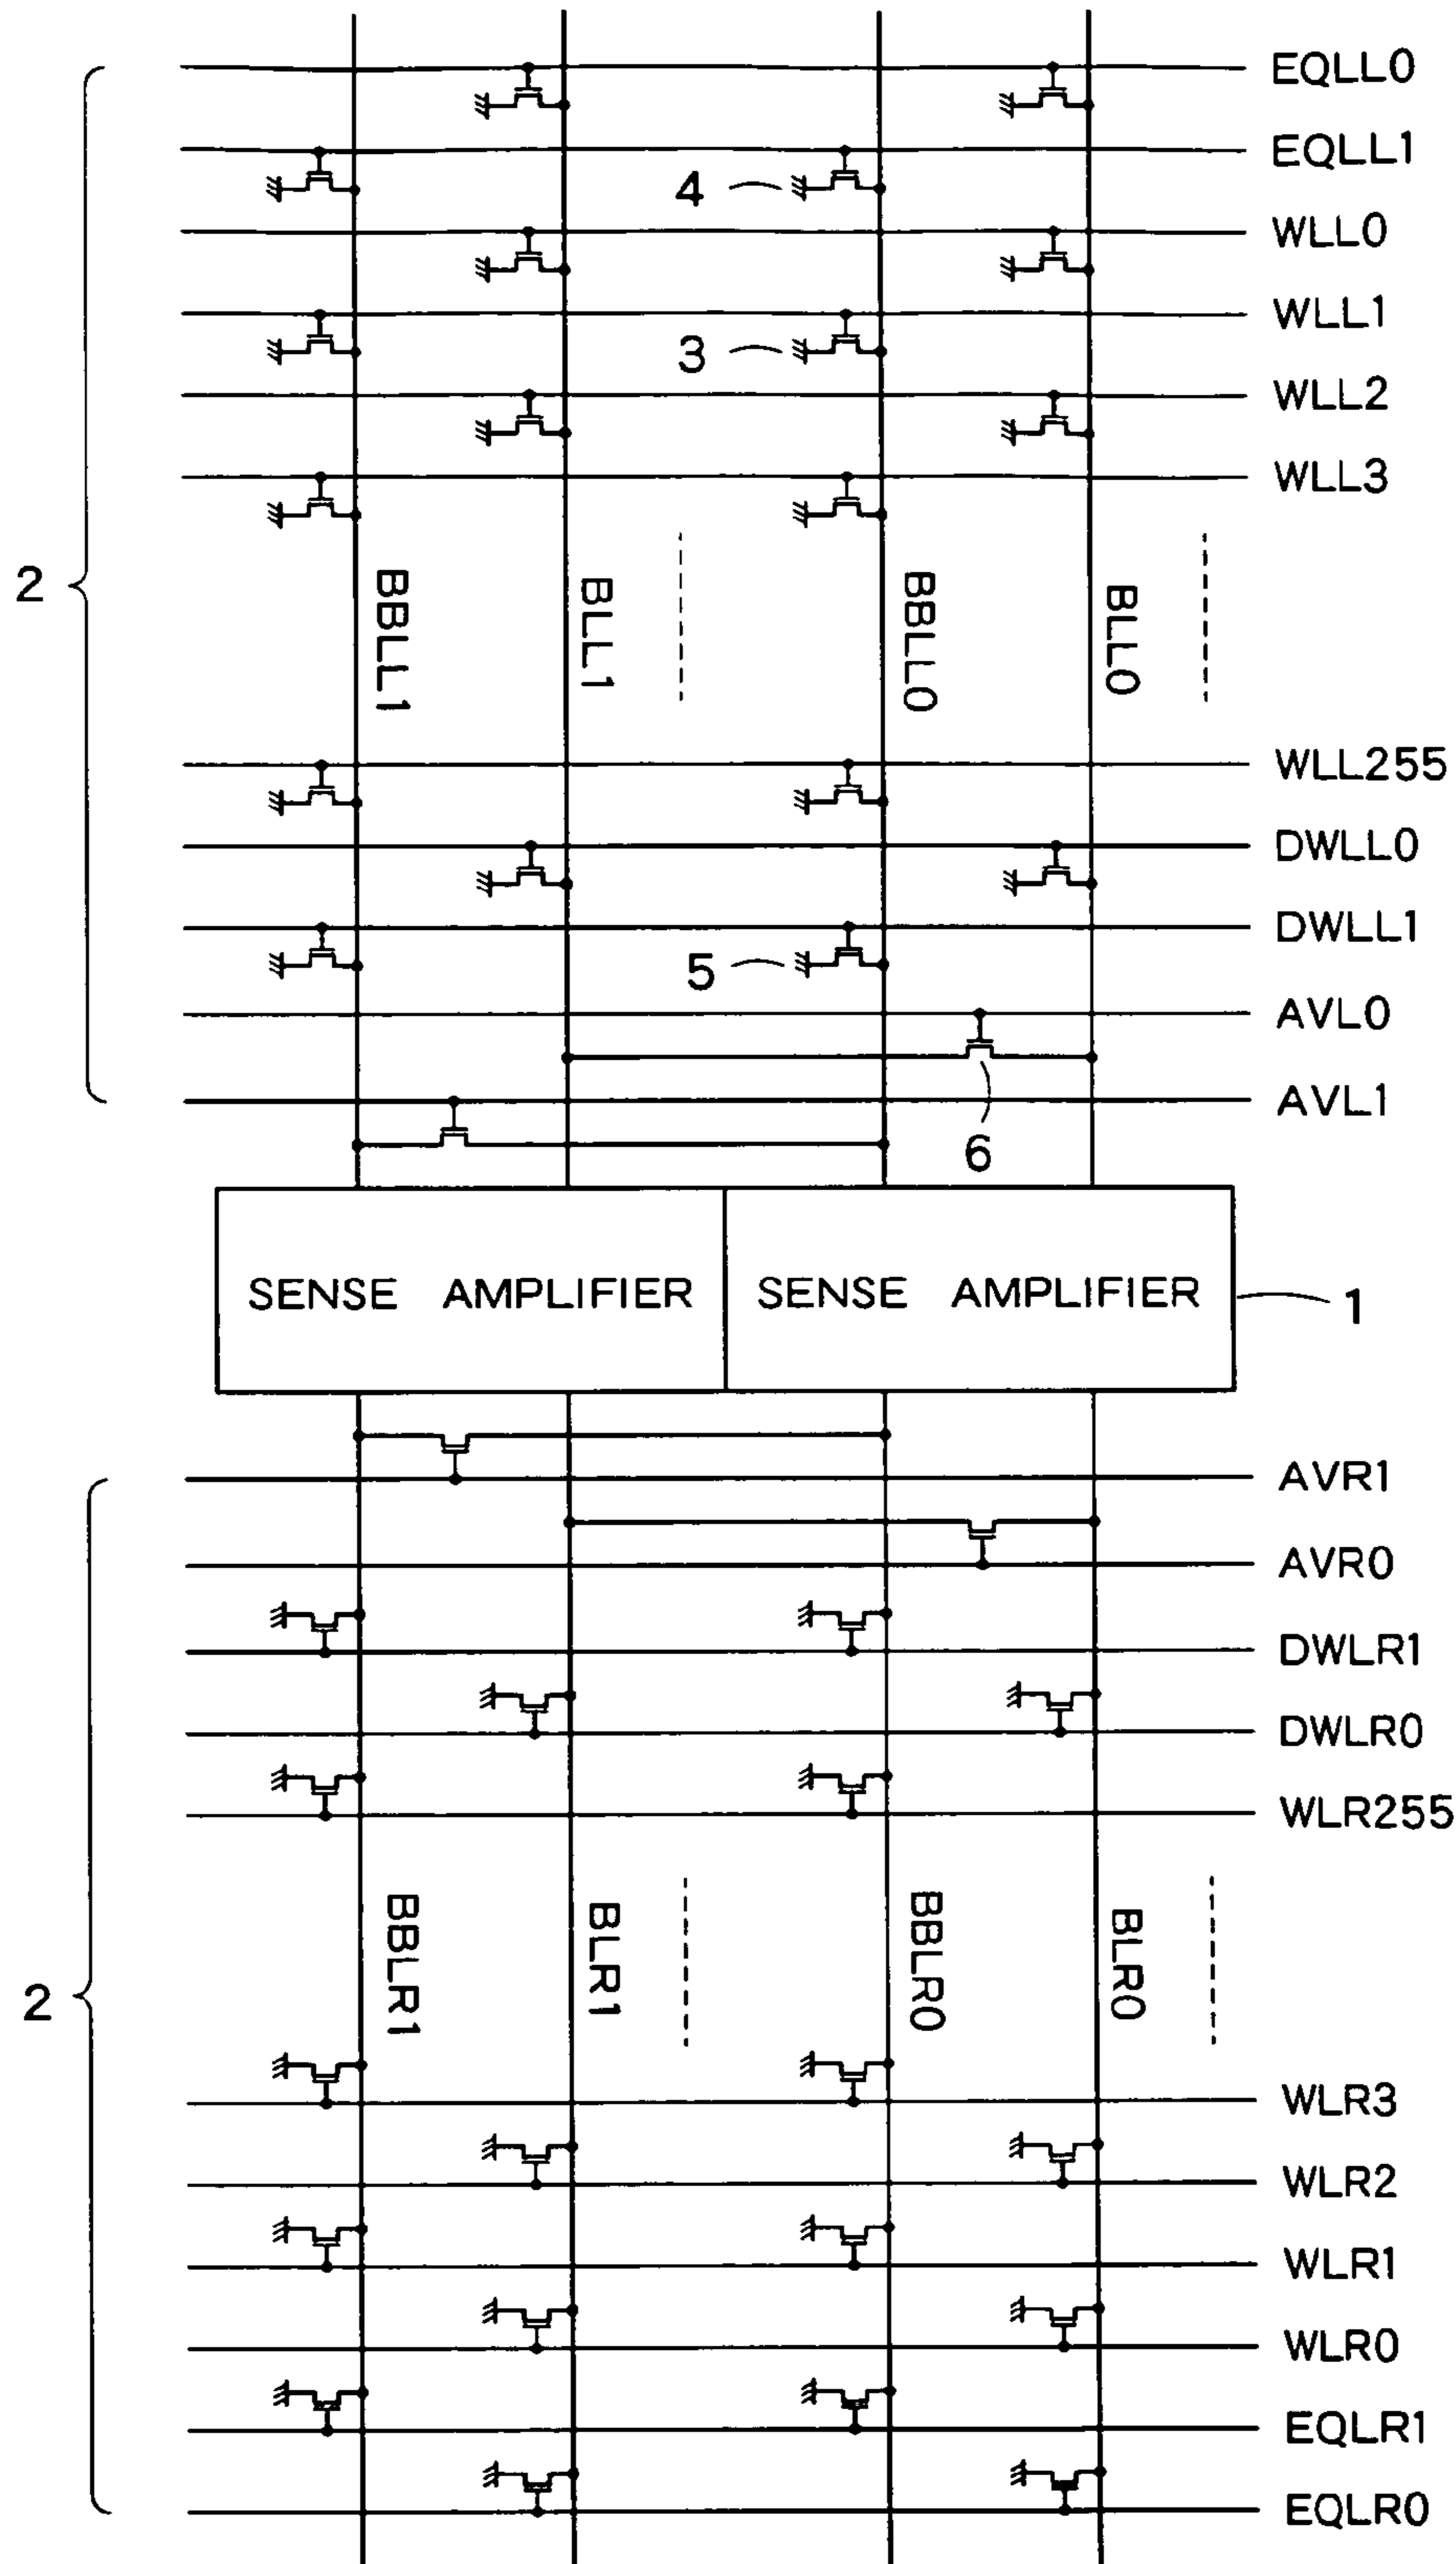 EQLL0
EQLL1
4
WLL0
WLL1
3
WLL2
WLL3
2
BBLL1
BLL1
BBLL0
BLL0
WLL255
DWLL0
DWLL1
5
AVL0
AVL1
6
SENSE AMPLIFIER
SENSE AMPLIFIER
1
AVR1
AVR0
DWLR1
DWLR0
WLR255
BBLR1
BLR1
BBLR0
BLR0
2
WLR3
WLR2
WLR1
WLR0
EQLR1
EQLR0